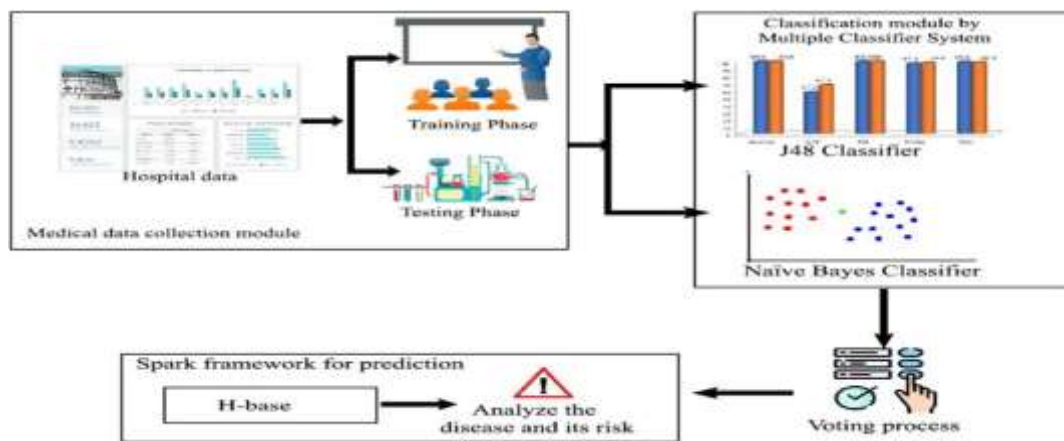 Hospital data
Training Phase
Testing Phase
Medical data collection module
Classification module by
Multiple Classifier System
J48 Classifier
Naïve Bayes Classifier
Voting process
Spark framework for prediction
H-base
Analyze the
disease and its risk